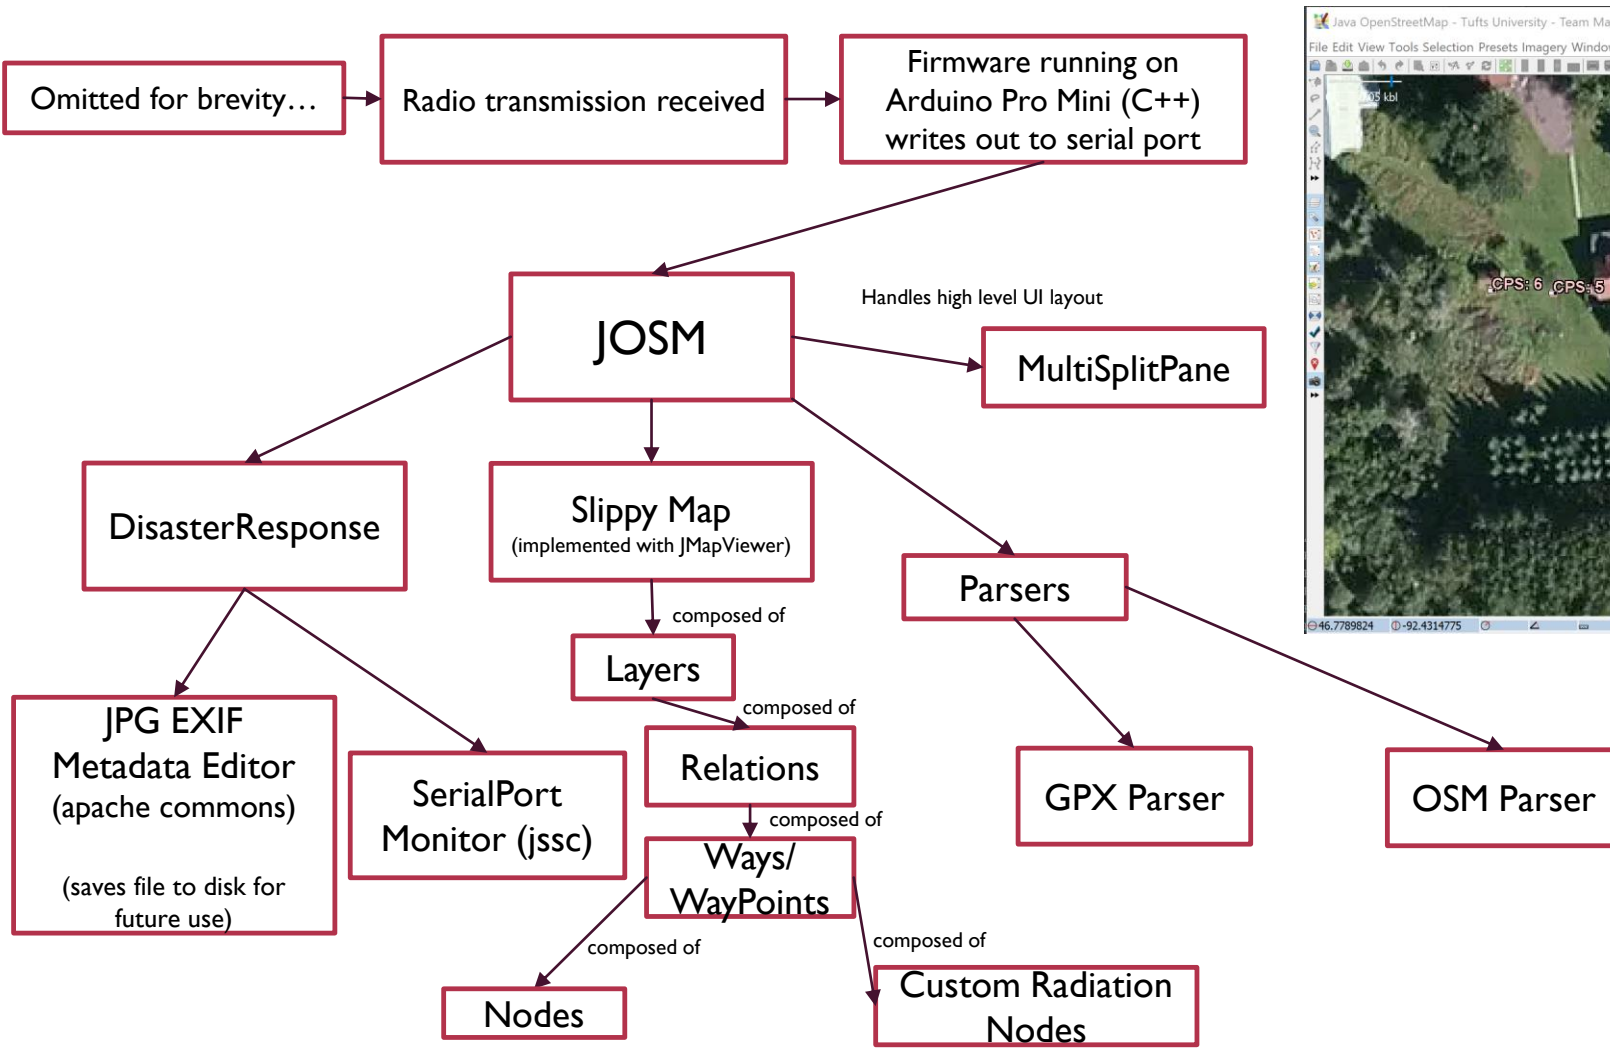 Java OpenStreetMap - Tufts University - Team Ma
File Edit View Tools Selection Presets Imagery Window
Omitted for brevity…
Radio transmission received
Firmware running on
Arduino Pro Mini (C++)
writes out to serial port
CPS: 6 CPS: 5
JOSM
Handles high level UI layout
MultiSplitPane
DisasterResponse
Slippy Map
(implemented with JMapViewer)
Parsers
composed of
46.7789824 -92.4314775
Layers
composed of
JPG EXIF
Metadata Editor
(apache commons)
(saves file to disk for
future use)
SerialPort
Monitor (jssc)
Relations
composed of
GPX Parser
OSM Parser
Ways/
WayPoints
composed of
composed of
Nodes
Custom Radiation
Nodes